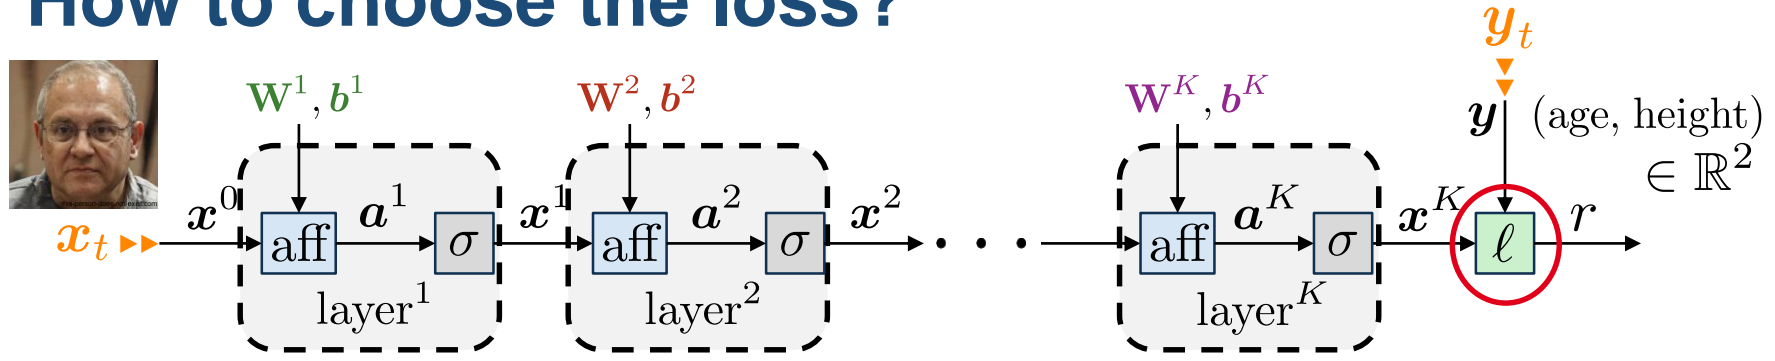 How to choose the loss?
y_t
W^1, b^1 W^2, b^2 W^K, b^K
y (age, height)
∈ ℝ^2
x_t x^0 aff a^1 σ x^1 aff a^2 σ x^2 · · · aff a^K σ x^K ℓ r
layer^1 layer^2 layer^K